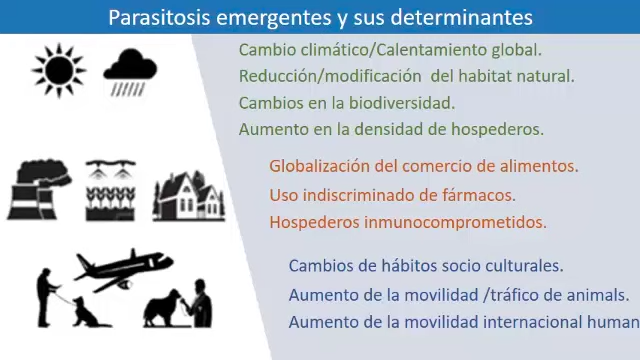 Parasitosis emergentes y sus determinantes
Cambio climático/Calentamiento global.
Reducción/modificación del habitat natural.
Cambios en la biodiversidad.
Aumento en la densidad de hospederos.
Globalización del comercio de alimentos.
Uso indiscriminado de fármacos.
Hospederos inmunocomprometidos.
Cambios de hábitos socio culturales.
Aumento de la movilidad /tráfico de animals.
Aumento de la movilidad internacional human